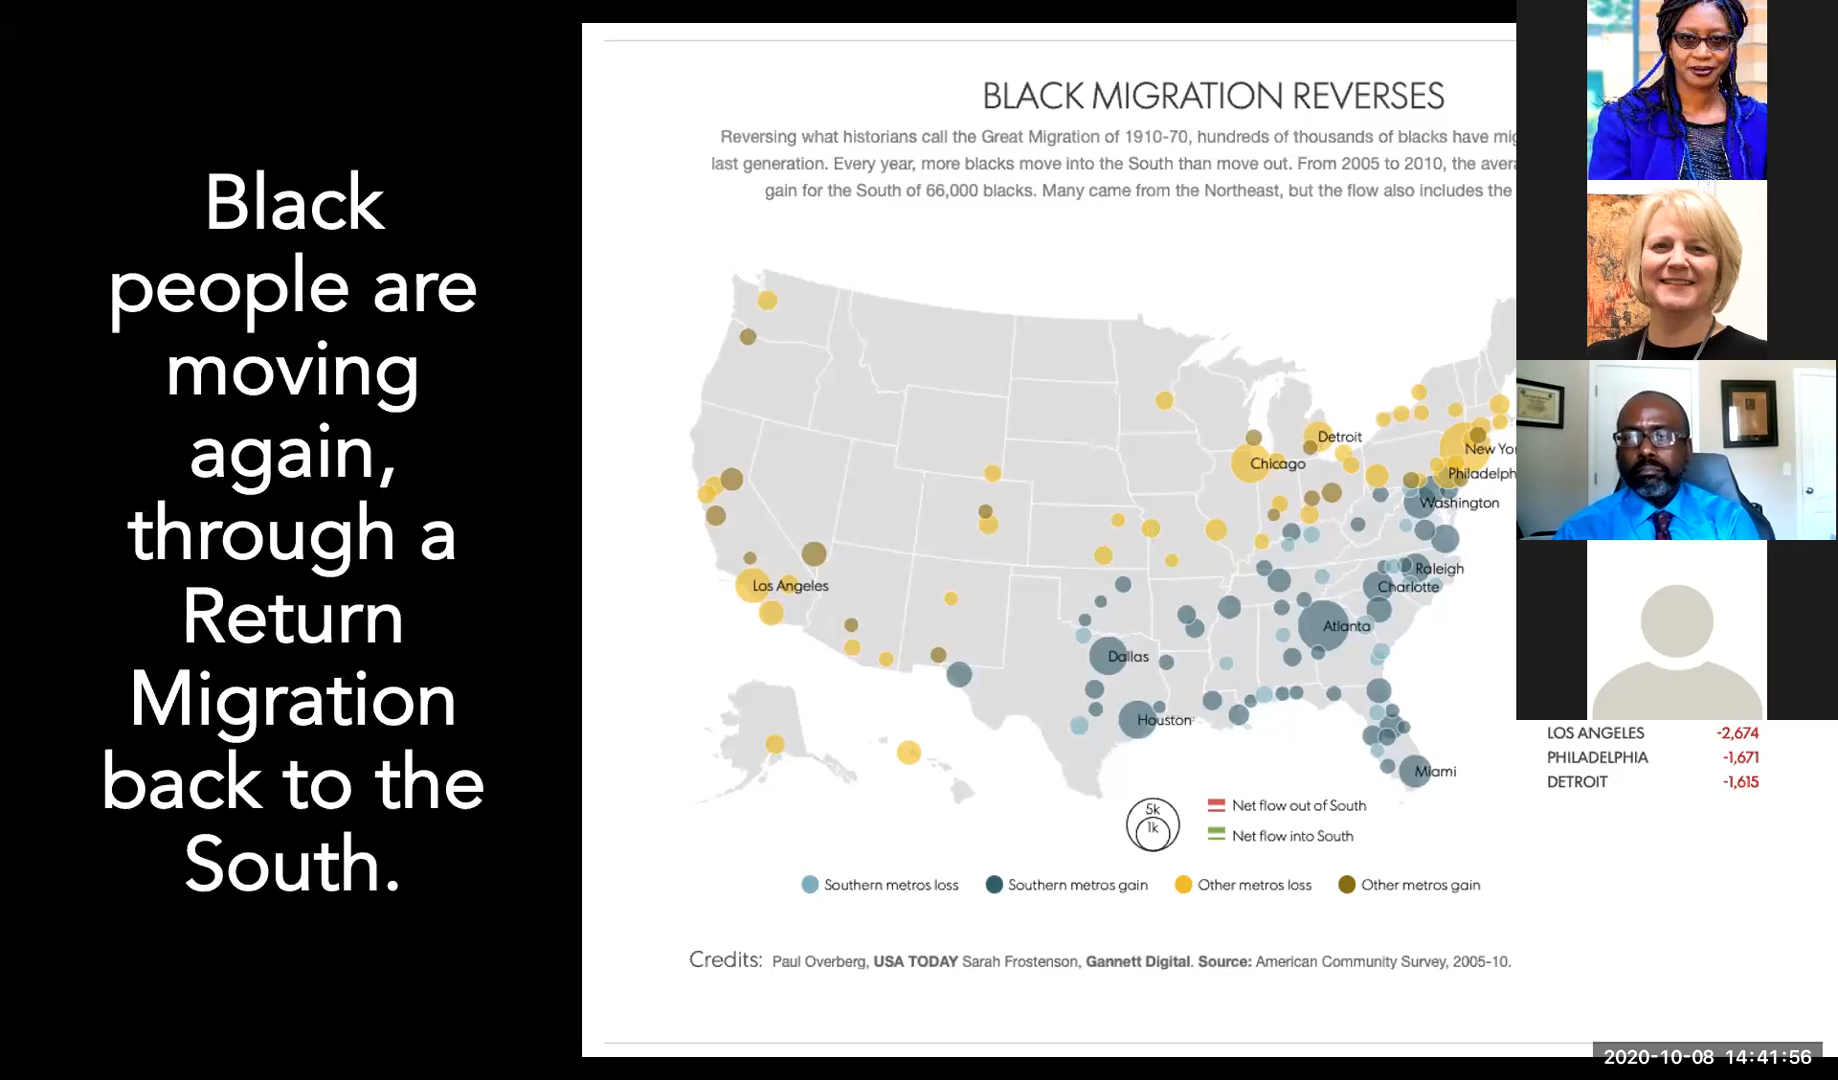 Black
people are
moving
again,
through a
Return
Migration
back to the
South.
BLACK MIGRATION REVERSES
Reversing what historians call the Great Migration of 1910-70, hundreds of thousands of blacks have mig
last generation. Every year, more blacks move into the South than move out. From 2005 to 2010, the avera
gain for the South of 66,000 blacks. Many came from the Northeast, but the flow also includes the
Detroit
Chicago
New Yo
Philadelph
Washington
Los Angeles
Raleigh
Charlotte
Atlanta
Dallas
Houston
Miami
LOS ANGELES -2,674
PHILADELPHIA -1,671
DETROIT -1,615
5k
1k
Net flow out of South
Net flow into South
Southern metros loss Southern metros gain Other metros loss Other metros gain
Credits: Paul Overberg, USA TODAY Sarah Frostenson, Gannett Digital. Source: American Community Survey, 2005-10.
2020-10-08 14:41:56